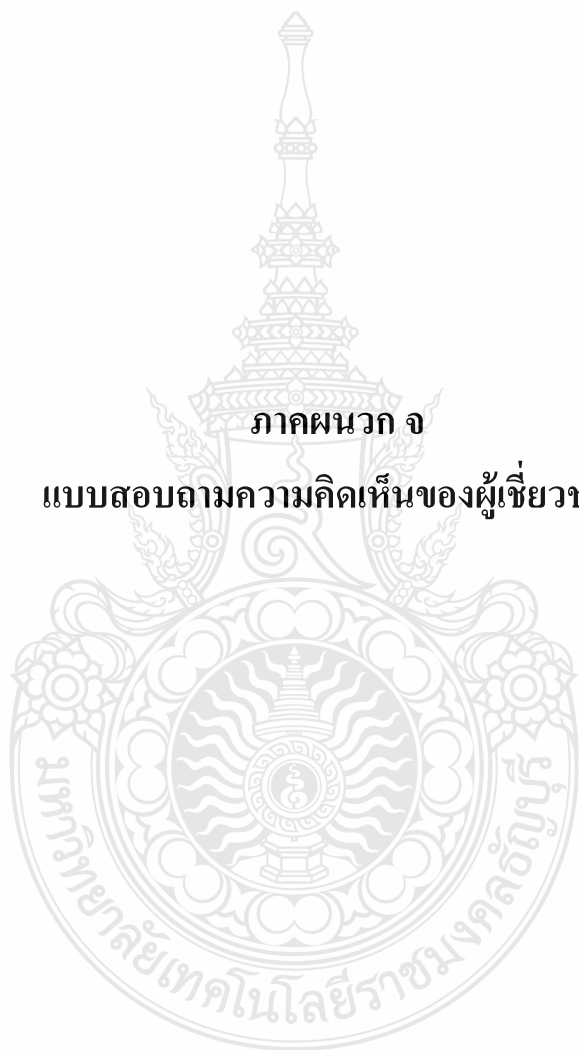 ภาคผนวก จ
แบบสอบถามความคิดเห็นของผู้เชี่ยวช
มหาวิทยาลัยเทคโนโลยีราชมงคลธัญบุรี